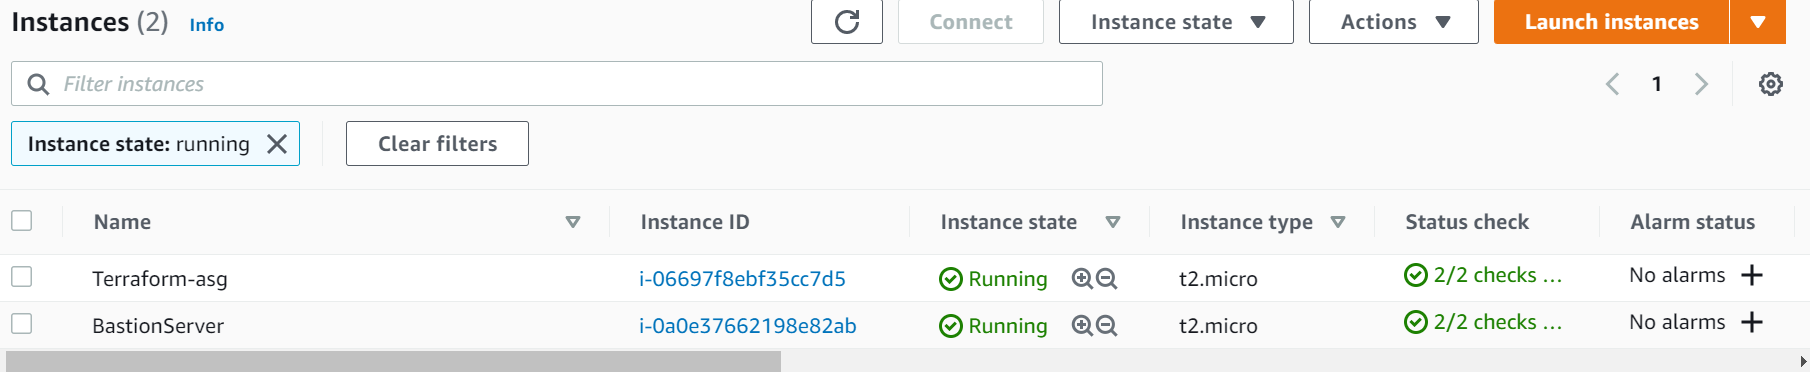 Instances (2) Info Connect Instance state Actions Launch instances
Filter instances 1
Instance state: running Clear filters
Name Instance ID Instance state Instance type Status check Alarm status
Terraform-asg i-06697f8ebf35cc7d5 Running t2.micro 2/2 checks ... No alarms
BastionServer i-0a0e37662198e82ab Running t2.micro 2/2 checks ... No alarms